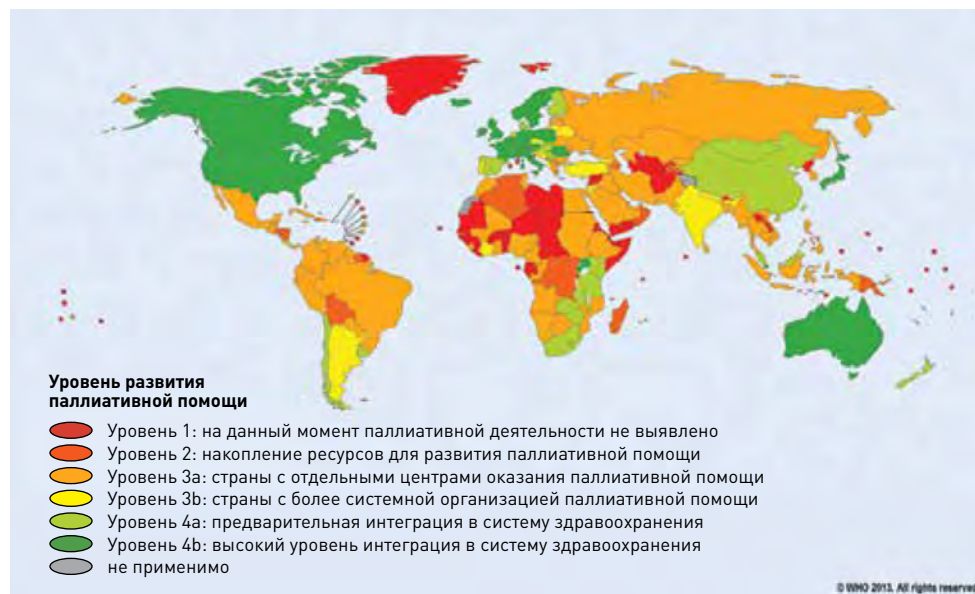 Уровень развития
паллиативной помощи
Уровень 1: на данный момент паллиативной деятельности не выявлено
Уровень 2: накопление ресурсов для развития паллиативной помощи
Уровень 3a: страны с отдельными центрами оказания паллиативной помощи
Уровень 3b: страны с более системной организацией паллиативной помощи
Уровень 4a: предварительная интеграция в систему здравоохранения
Уровень 4b: высокий уровень интеграция в систему здравоохранения
не применимо
© WHO 2013. All rights reserved